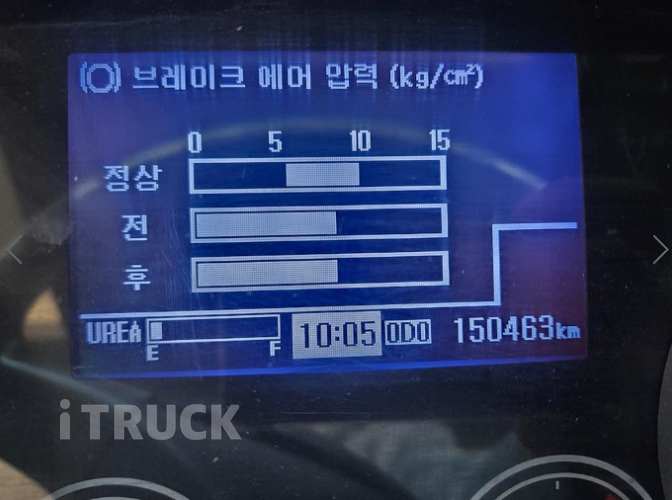 (O) 브레이크 에어 압력 (kg/cm²)
0 5 10 15
정상
전
후
UREA E F 10:05 ODO 150463km
iTRUCK